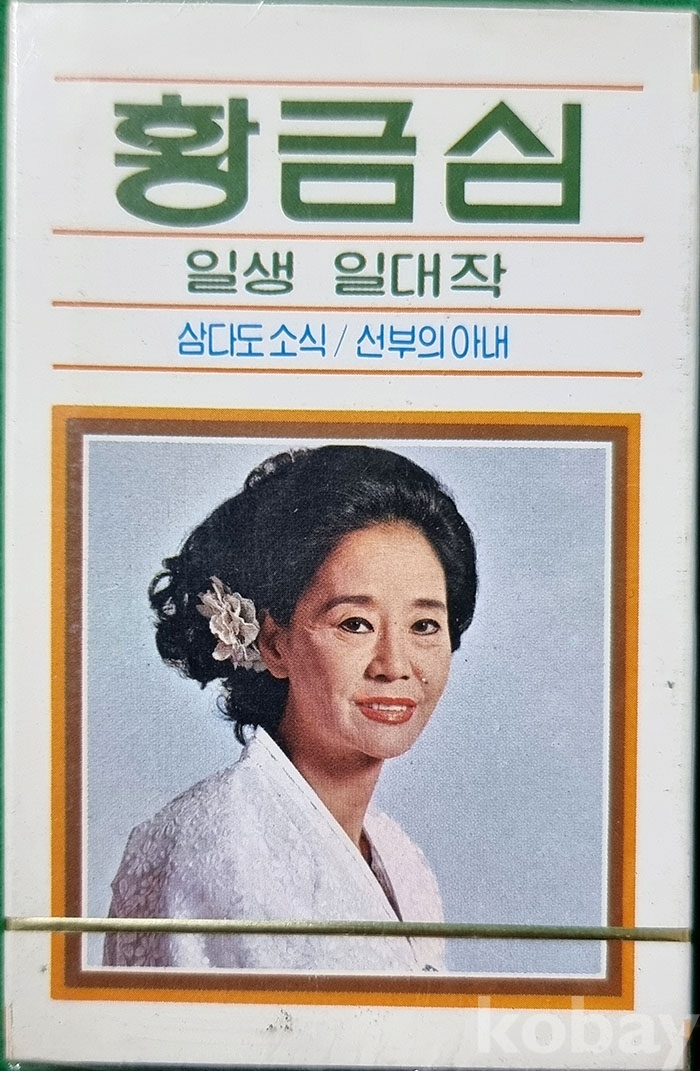 황금심
일생 일대작
삼다도소식/선부의아내
kobay